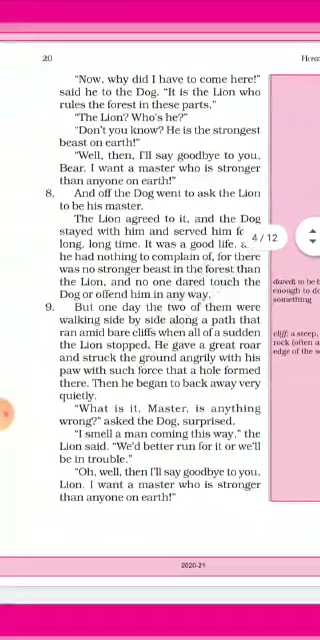 20
HON
"Now, why did I have to come here!"
said he to the Dog. "It is the Lion who
rules the forest in these parts."
"The Lion? Who's he?"
"Don't you know? He is the strongest
beast on earth!"
"Well, then, I'll say goodbye to you,
Bear. I want a master who is stronger
than anyone on earth!"
8. And off the Dog went to ask the Lion
to be his master.
The Lion agreed to it, and the Dog
stayed with him and served him
long, long time. It was a good life,
4/12
he had nothing to complain of, for there
was no stronger beast in the forest than
the Lion, and no one dared touch the
Dog or offend him in any way.
dared: to be
enough to
something
9. But one day the two of them were
walking side by side along a path that
ran amid bare cliffs when all of a sudden
the Lion stopped. He gave a great roar
and struck the ground angrily with his
paw with such force that a hole formed
there. Then he began to back away very
quietly.
cliff: a steep,
rock (often a
edge of the
"What is it, Master, is anything
wrong?" asked the Dog, surprised.
"I smell a man coming this way," the
Lion said. "We'd better run for it or we'll
be in trouble."
"Oh, well, then I'll say goodbye to you,
Lion. I want a master who is stronger
than anyone on earth!"
2020-21